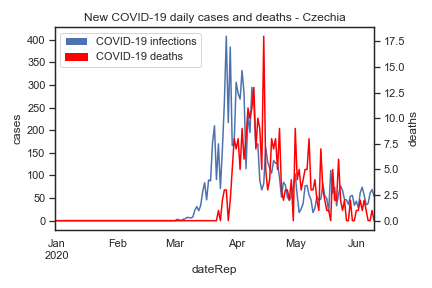 New COVID-19 daily cases and deaths - Czechia
COVID-19 infections
COVID-19 deaths
400
350
300
250
200
150
100
50
0
cases
17.5
15.0
12.5
10.0
7.5
5.0
2.5
0.0
deaths
Jan Feb Mar Apr May Jun
2020
dateRep